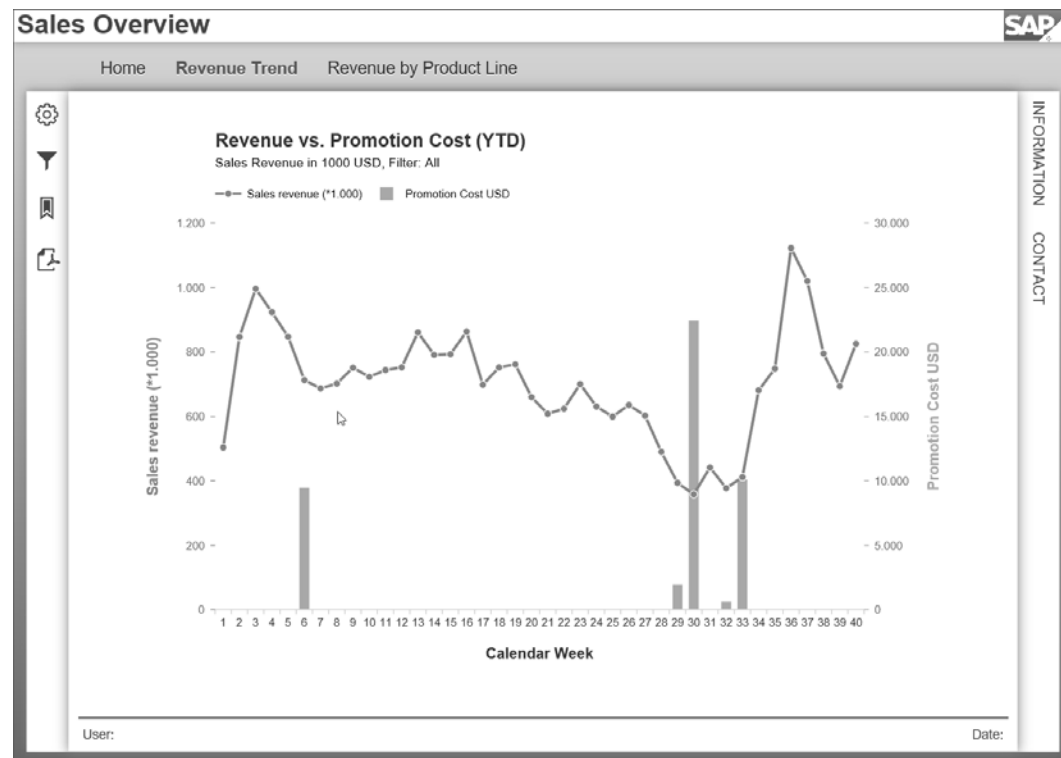 Sales Overview
SAP
Home Revenue Trend Revenue by Product Line
INFORMATION CONTACT
Revenue vs. Promotion Cost (YTD)
Sales Revenue in 1000 USD, Filter: All
Sales revenue (*1.000) Promotion Cost USD
Sales revenue (*1.000)
1.200
1.000
800
600
400
200
0
30.000
25.000
20.000
15.000
10.000
5.000
0
Promotion Cost USD
1 2 3 4 5 6 7 8 9 10 11 12 13 14 15 16 17 18 19 20 21 22 23 24 25 26 27 28 29 30 31 32 33 34 35 36 37 38 39 40
Calendar Week
User: Date: